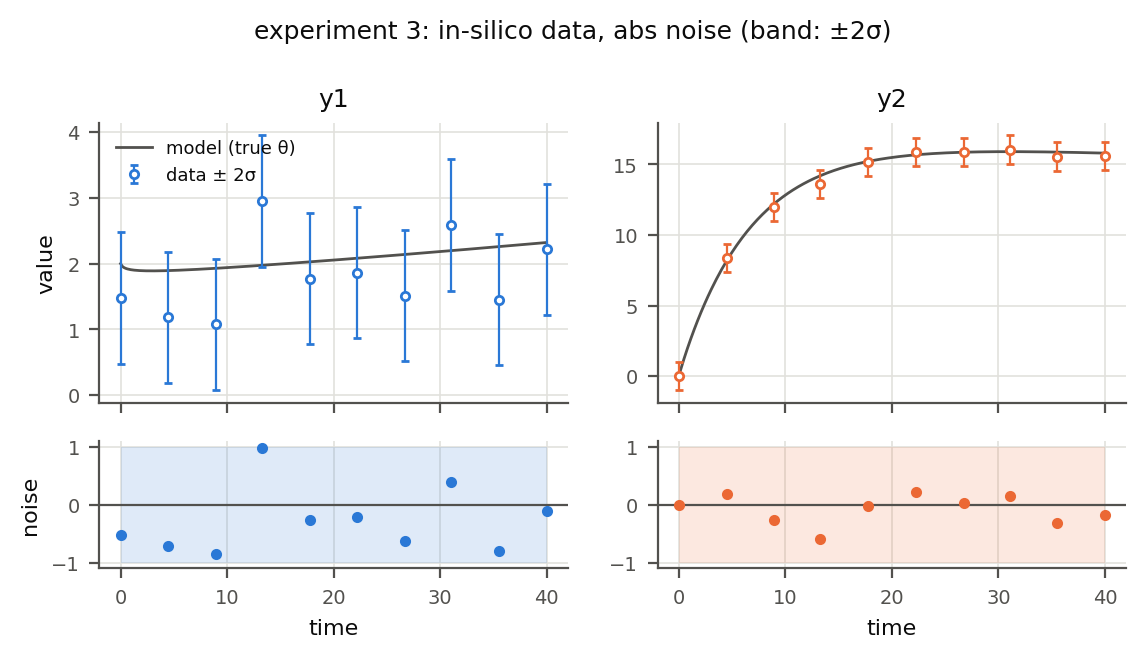 experiment 3: in-silico data, abs noise (band: ±2σ)
y1
y2
value
4
3
2
1
0
model (true θ)
data ± 2σ
15
10
5
0
noise
1
0
−1
0
10
20
30
40
time
1
0
−1
0
10
20
30
40
time